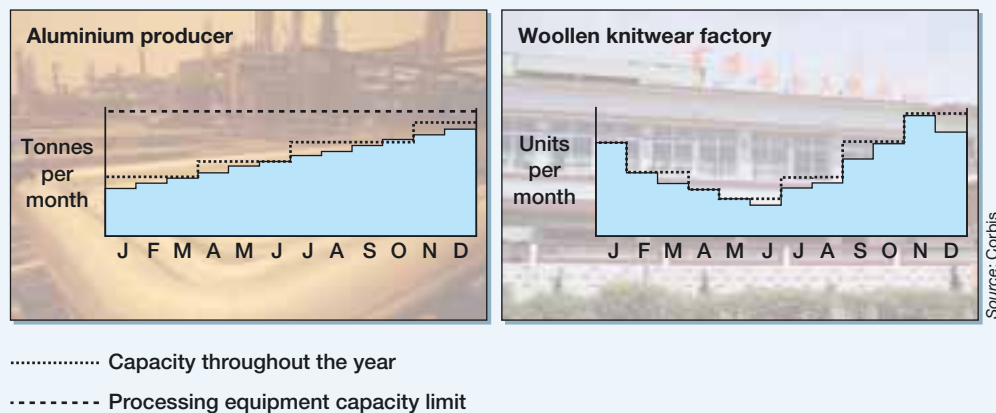 Aluminium producer
Tonnes
per
month
J F M A M J J A S O N D
Woollen knitwear factory
Units
per
month
J F M A M J J A S O N D
Source: Corbis
Capacity throughout the year
Processing equipment capacity limit